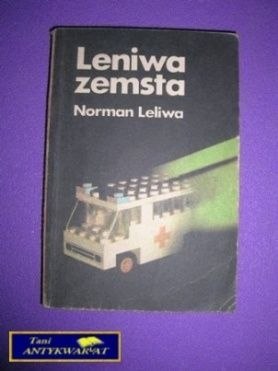 Leniwa
zemsta
Norman Leliwa
Tani
ANTYKWARIAT